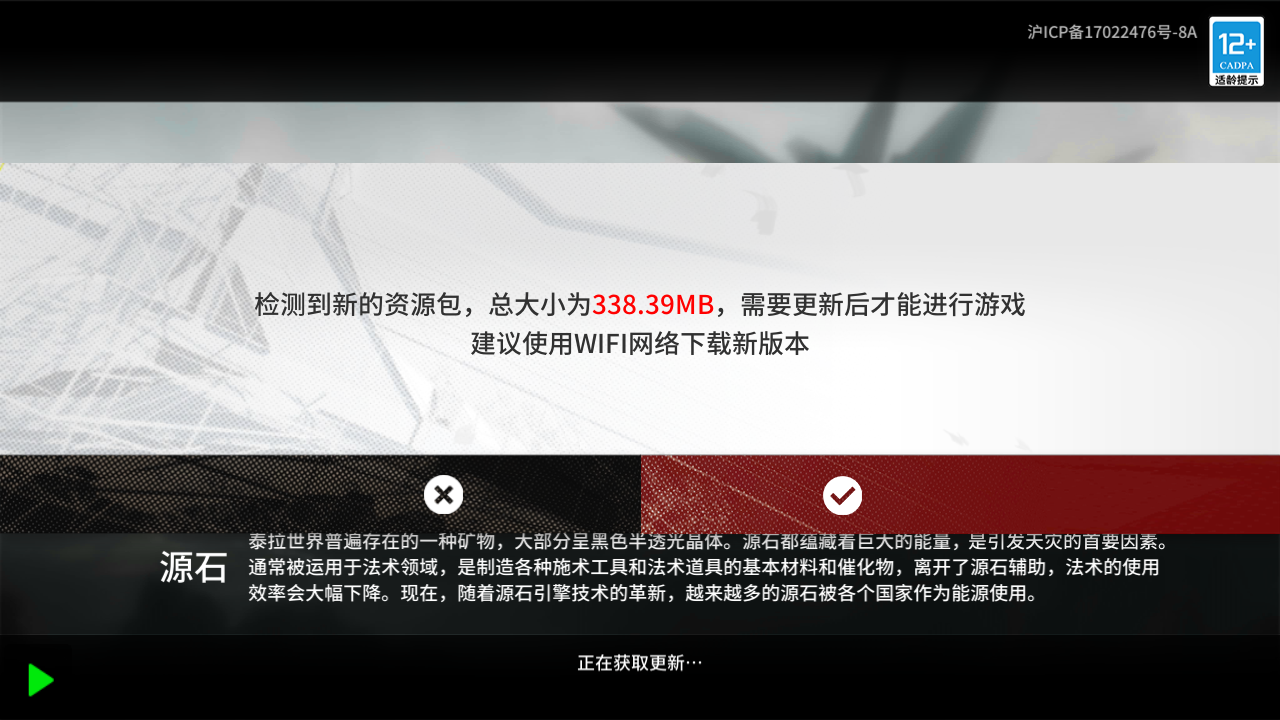 沪ICP备17022476号-8A
12+
CADPA
适龄提示
检测到新的资源包，总大小为338.39MB，需要更新后才能进行游戏
建议使用WIFI网络下载新版本
源石
泰拉世界普遍存在的一种矿物，大部分呈黑色半透光晶体。源石都蕴藏着巨大的能量，是引发天灾的首要因素。
通常被运用于法术领域，是制造各种施术工具和法术道具的基本材料和催化物，离开了源石辅助，法术的使用
效率会大幅下降。现在，随着源石引擎技术的革新，越来越多的源石被各个国家作为能源使用。
正在获取更新…